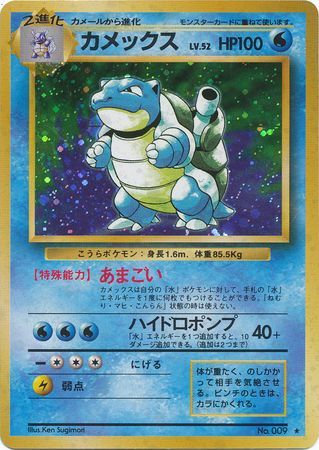 2進化 カメールから進化 モンスターカードに重ねて使います。
カメックス LV.52 HP100
こうらポケモン：身長1.6m、体重85.5Kg
【特殊能力】あまごい
カメックスは自分の「水」ポケモンに対して、手札の「水」
エネルギーを1度に何枚でもつけることができる。「ねむ
り・マヒ・こんらん」状態の時は使えない。
ハイドロポンプ 40+
「水」エネルギーを1つ追加すると、10
ダメージ追加できる。（追加は2つまで）
にげる
弱点
体が重たく、のしかかっ
て相手を気絶させる。
ピンチのときは、
カラにかくれる。
Illus.Ken Sugimori No.009 ★